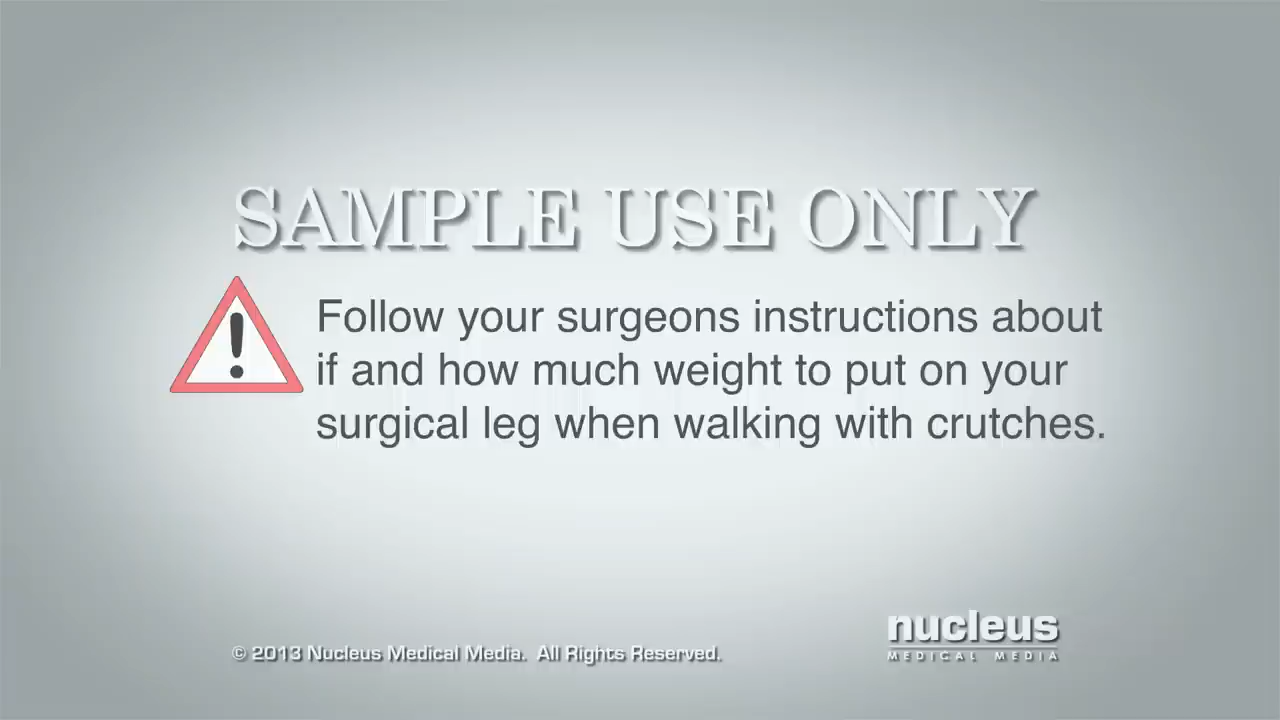 SAMPLE USE ONLY
Follow your surgeons instructions about
if and how much weight to put on your
surgical leg when walking with crutches.
© 2013 Nucleus Medical Media. All Rights Reserved.
nucleus
MEDICAL MEDIA